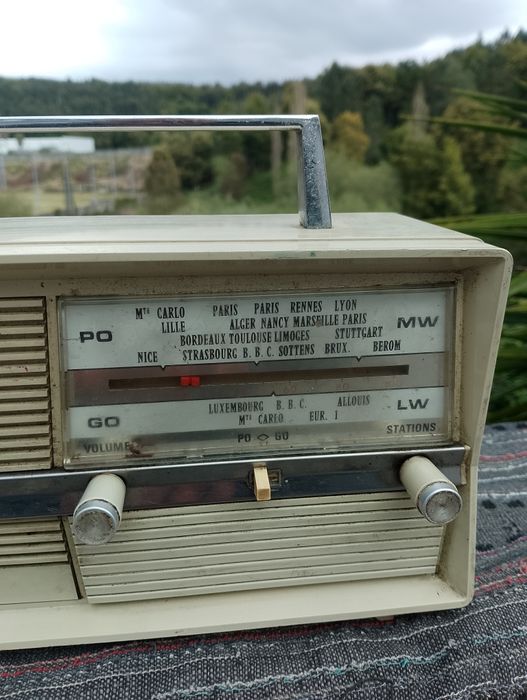 Mᵀᴱ CARLO PARIS PARIS RENNES LYON
PO LILLE ALGER NANCY MARSEILLE PARIS MW
BORDEAUX TOULOUSE LIMOGES STUTTGART
NICE STRASBOURG B.B.C. SOTTENS BRUX. BEROM
LUXEMBOURG B.B.C. ALLOUIS LW
GO Mᵀᴱ CARLO EUR. 1
VOLUME PO GO STATIONS